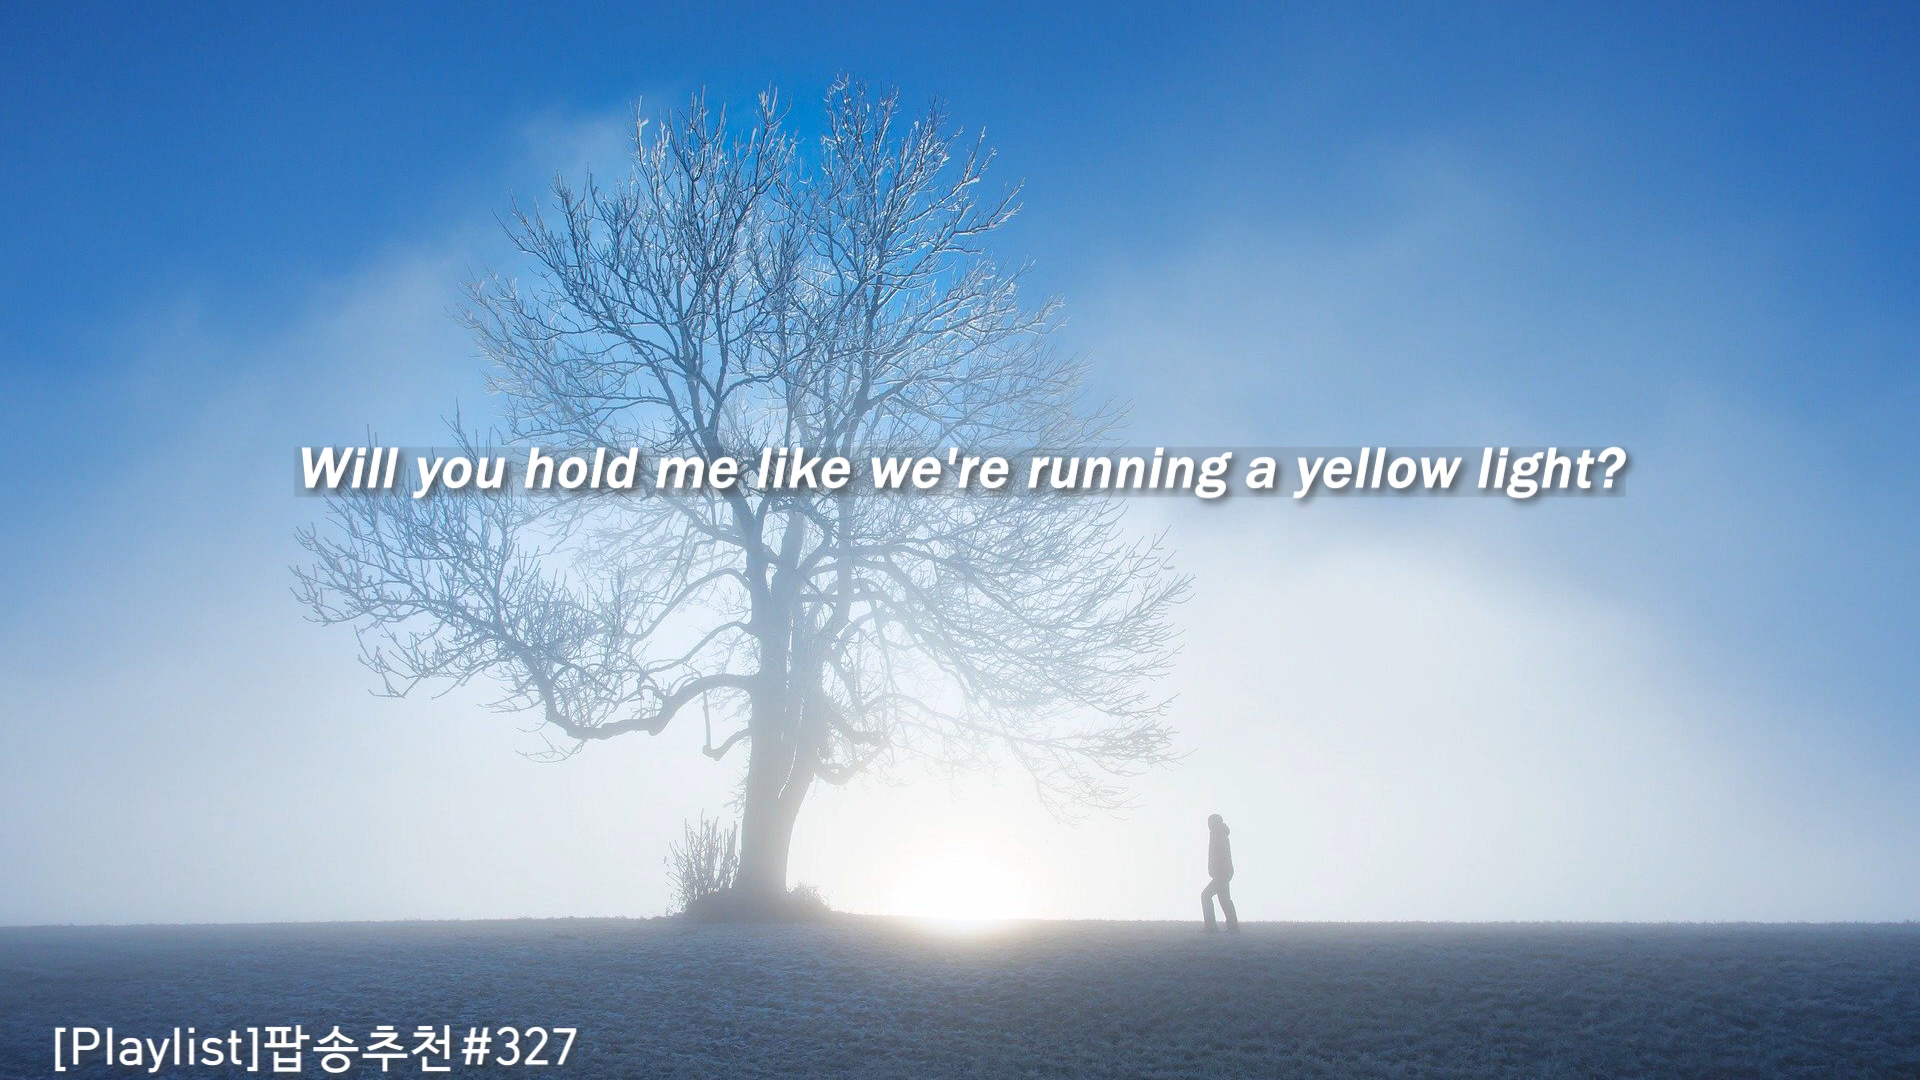 Will you hold me like we're running a yellow light?
[Playlist]팝송추천#327